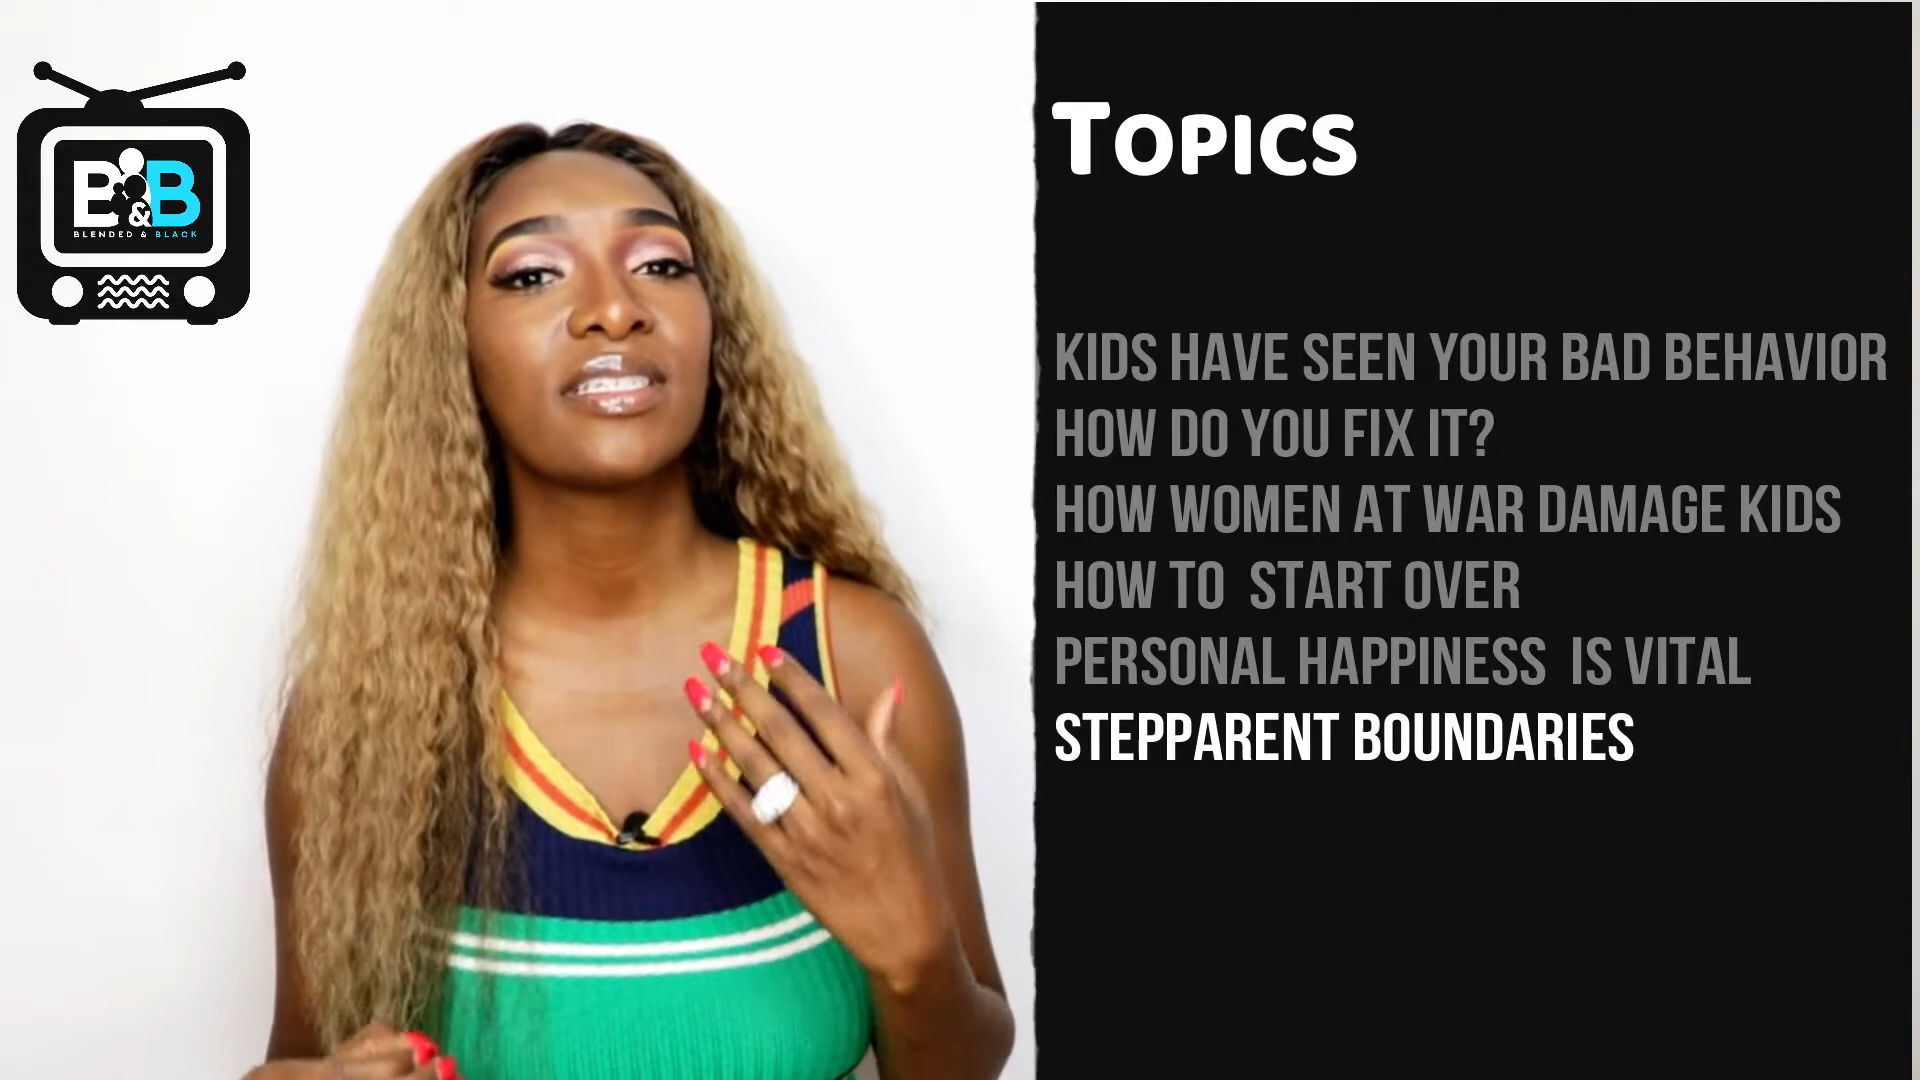 B&B
BLENDED & BLACK
TOPICS
KIDS HAVE SEEN YOUR BAD BEHAVIOR
HOW DO YOU FIX IT?
HOW WOMEN AT WAR DAMAGE KIDS
HOW TO START OVER
PERSONAL HAPPINESS IS VITAL
STEPPARENT BOUNDARIES